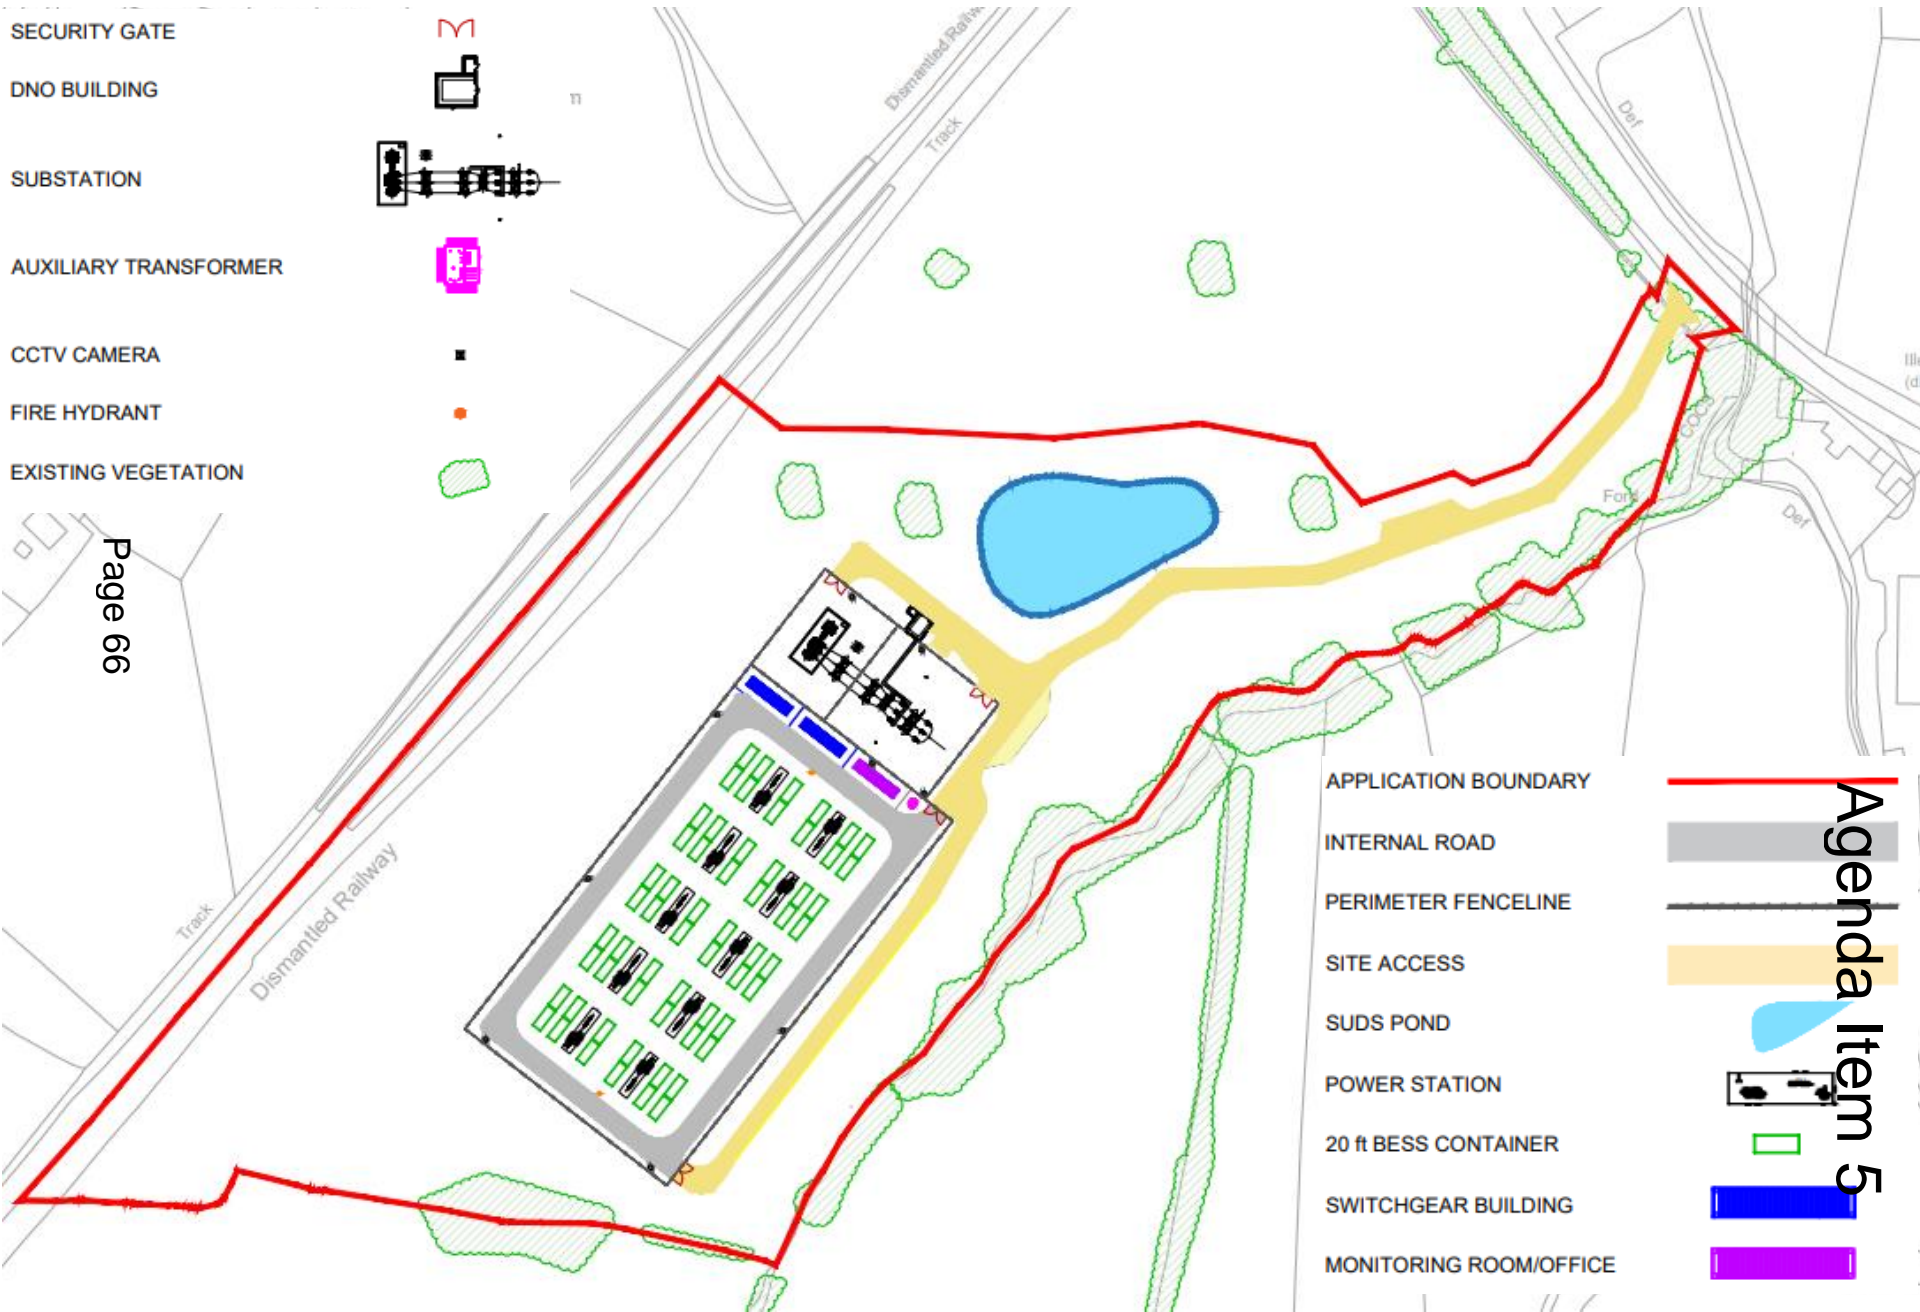 SECURITY GATE
DNO BUILDING
SUBSTATION
AUXILIARY TRANSFORMER
CCTV CAMERA
FIRE HYDRANT
EXISTING VEGETATION
Page 66
Dismantled Railway
Track
Def
Ford
Def
Track
Dismantled Railway
APPLICATION BOUNDARY
INTERNAL ROAD
PERIMETER FENCELINE
SITE ACCESS
SUDS POND
POWER STATION
20 ft BESS CONTAINER
SWITCHGEAR BUILDING
MONITORING ROOM/OFFICE
Agenda Item 5